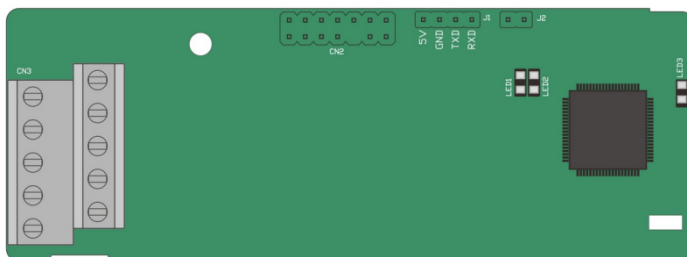 J1
J2
5V
GND
TXD
RXD
CN2
CN3
LED1
LED2
LED3